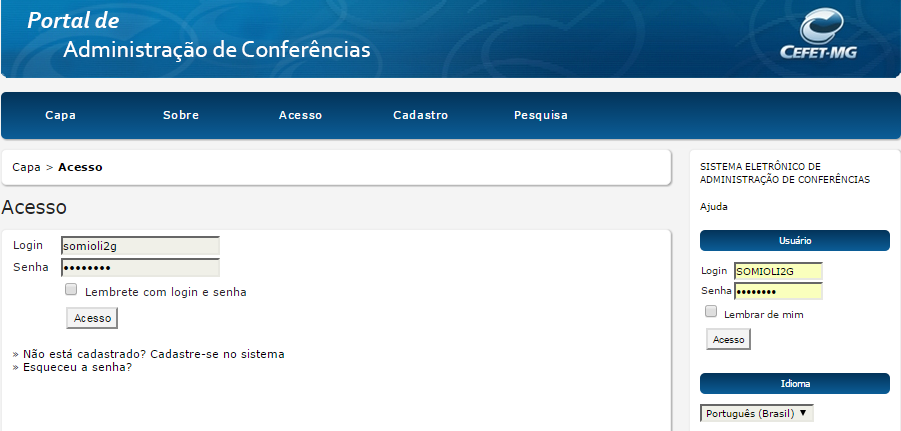 Portal de
Administração de Conferências
CEFET-MG
Capa Sobre Acesso Cadastro Pesquisa
Capa > Acesso
Acesso
Login somioli2g
Senha ••••••••
Lembrete com login e senha
Acesso
» Não está cadastrado? Cadastre-se no sistema
» Esqueceu a senha?
SISTEMA ELETRÔNICO DE
ADMINISTRAÇÃO DE CONFERÊNCIAS
Ajuda
Usuário
Login SOMIOLI2G
Senha ••••••••
Lembrar de mim
Acesso
Idioma
Português (Brasil) ▼